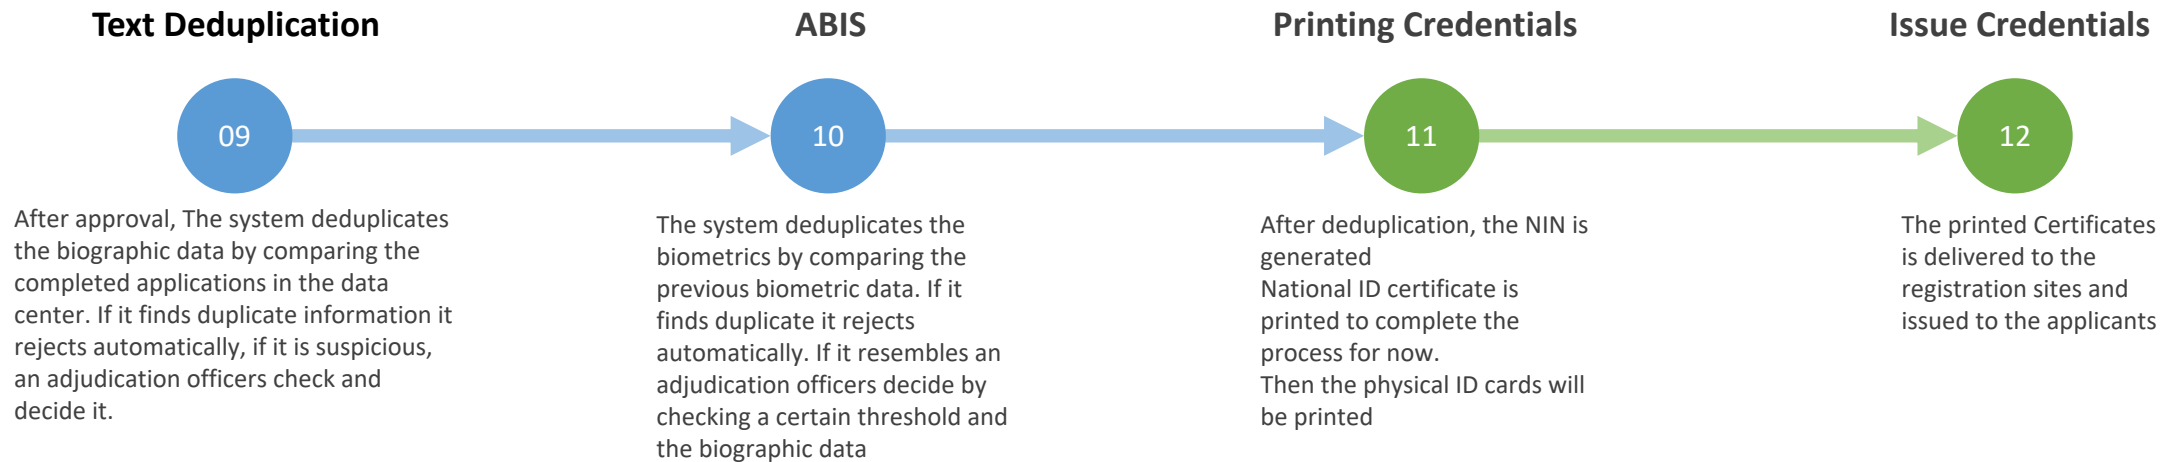 Text Deduplication
09
After approval, The system deduplicates
the biographic data by comparing the
completed applications in the data
center. If it finds duplicate information it
rejects automatically, if it is suspicious,
an adjudication officers check and
decide it.
ABIS
10
The system deduplicates the
biometrics by comparing the
previous biometric data. If it
finds duplicate it rejects
automatically. If it resembles an
adjudication officers decide by
checking a certain threshold and
the biographic data
Printing Credentials
11
After deduplication, the NIN is
generated
National ID certificate is
printed to complete the
process for now.
Then the physical ID cards will
be printed
Issue Credentials
12
The printed Certificates
is delivered to the
registration sites and
issued to the applicants